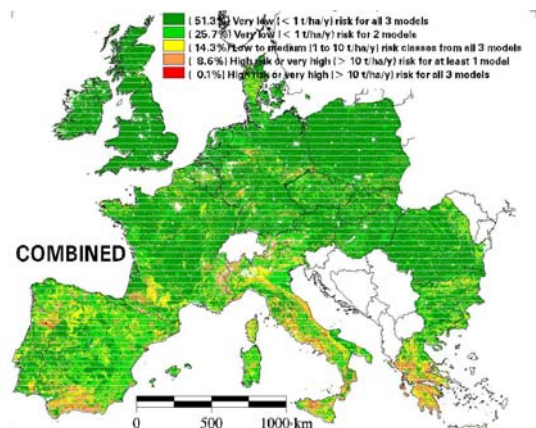 ( 51.3%) Very low (< 1 t/ha/y) risk for all 3 models
( 25.7%) Very low (< 1 t/ha/y) risk for 2 models
( 14.3%) Low to medium (1 to 10 t/ha/y) risk classes from all 3 models
( 8.6%) High risk or very high (> 10 t/ha/y) risk for at least 1 modal
( 0.1%) High risk or very high (> 10 t/ha/y) risk for all 3 models
COMBINED
0 500 1000 km